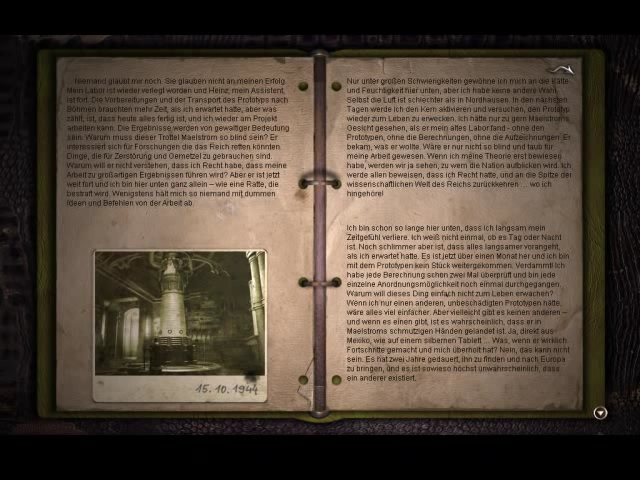 ... niemand glaubt mir noch. Sie glauben nicht an meinen Erfolg.
Mein Labor ist wieder verlegt worden und Heinz, mein Assistent,
ist fort. Die Vorbereitungen und der Transport des Prototyps nach
Böhmen brauchten mehr Zeit, als ich erwartet hatte, aber was
zählt, ist, dass heute alles fertig ist, und ich wieder am Projekt
arbeiten kann. Die Ergebnisse werden von gewaltiger Bedeutung
sein. Warum muss dieser Trottel Maelstrom so blind sein? Er
interessiert sich für Forschungen die das Reich retten könnten.
Dinge, die für Zerstörung und Gemetzel zu gebrauchen sind.
Warum will er nicht verstehen, dass ich Recht habe, dass meine
Arbeit zu großartigen Ergebnissen führen wird? Aber er ist jetzt
weit fort und ich bin hier unten ganz allein – wie eine Ratte, die
bestraft wird. Wenigstens hält mich so niemand mit dummen
Ideen und Befehlen von der Arbeit ab.
15.10.1944
Nur unter großen Schwierigkeiten gewöhne ich mich an die Kälte
und Feuchtigkeit hier unten, aber ich habe keine andere Wahl.
Selbst die Luft ist schlechter als in Nordhausen. In den nächsten
Tagen werde ich den Kern aktivieren und versuchen, den Prototyp
wieder zum Leben zu erwecken. Ich hätte nur zu gern Maelstroms
Gesicht gesehen, als er mein altes Labor fand – ohne den
Prototypen, ohne die Berechnungen, ohne die Aufzeichnungen. Er
bekam, was er wollte. Wäre er nur nicht so blind und taub für
meine Arbeit gewesen. Wenn ich meine Theorie erst bewiesen
habe, werden wir ja sehen, zu wem die Nation aufblicken wird. Ich
werde allen beweisen, dass ich Recht habe, und an die Spitze der
wissenschaftlichen Welt des Reichs zurückkehren ... wo ich
hingehöre!
Ich bin schon so lange hier unten, dass ich langsam mein
Zeitgefühl verliere. Ich weiß nicht einmal, ob es Tag oder Nacht
ist. Noch schlimmer aber ist, dass alles langsamer vorangeht,
als ich erwartet hatte. Es ist jetzt über einen Monat her und ich bin
mit dem Prototypen kein Stück weitergekommen. Verdammt! Ich
habe jede Berechnung schon zwei Mal überprüft und bin jede
einzelne Anordnungsmöglichkeit noch einmal durchgegangen.
Warum will dieses Ding einfach nicht zum Leben erwachen?
Wenn ich nur einen anderen, unbeschädigten Prototypen hätte,
wäre alles viel einfacher. Aber vielleicht gibt es keinen anderen –
und wenn es einen gibt, ist es wahrscheinlich, dass er in
Maelstroms schmutzigen Händen gelandet ist. Ja, direkt aus
Mexiko, wie auf einem silbernen Tablett ... Was, wenn er wirklich
Fortschritte gemacht und mich überholt hat? Nein, das kann nicht
sein. Es hat zwei Jahre gedauert, ihn zu finden und nach Europa
zu bringen, und es ist sowieso höchst unwahrscheinlich, dass
ein anderer existiert.